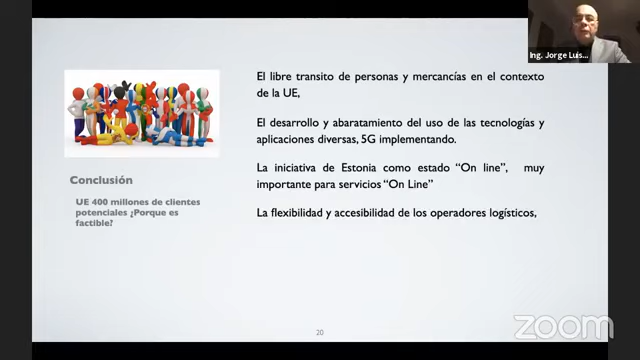 Ing. Jorge Luis...
El libre transito de personas y mercancías en el contexto
de la UE,
El desarrollo y abaratamiento del uso de las tecnologías y
aplicaciones diversas, 5G implementando.
La iniciativa de Estonia como estado “On line”, muy
importante para servicios “On Line”
La flexibilidad y accesibilidad de los operadores logísticos,
Conclusión
UE 400 millones de clientes
potenciales ¿Porque es
factible?
20
zoom